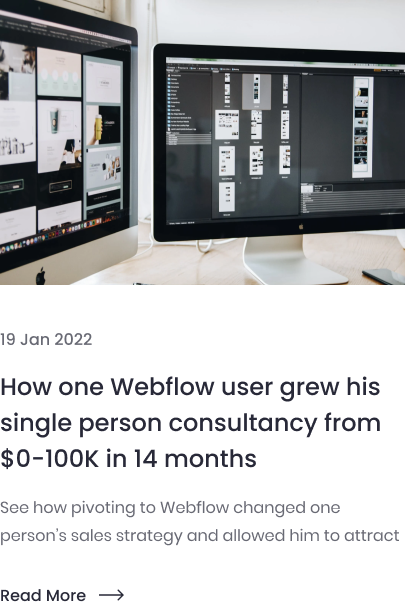 19 Jan 2022
How one Webflow user grew his
single person consultancy from
$0-100K in 14 months
See how pivoting to Webflow changed one
person's sales strategy and allowed him to attract
Read More